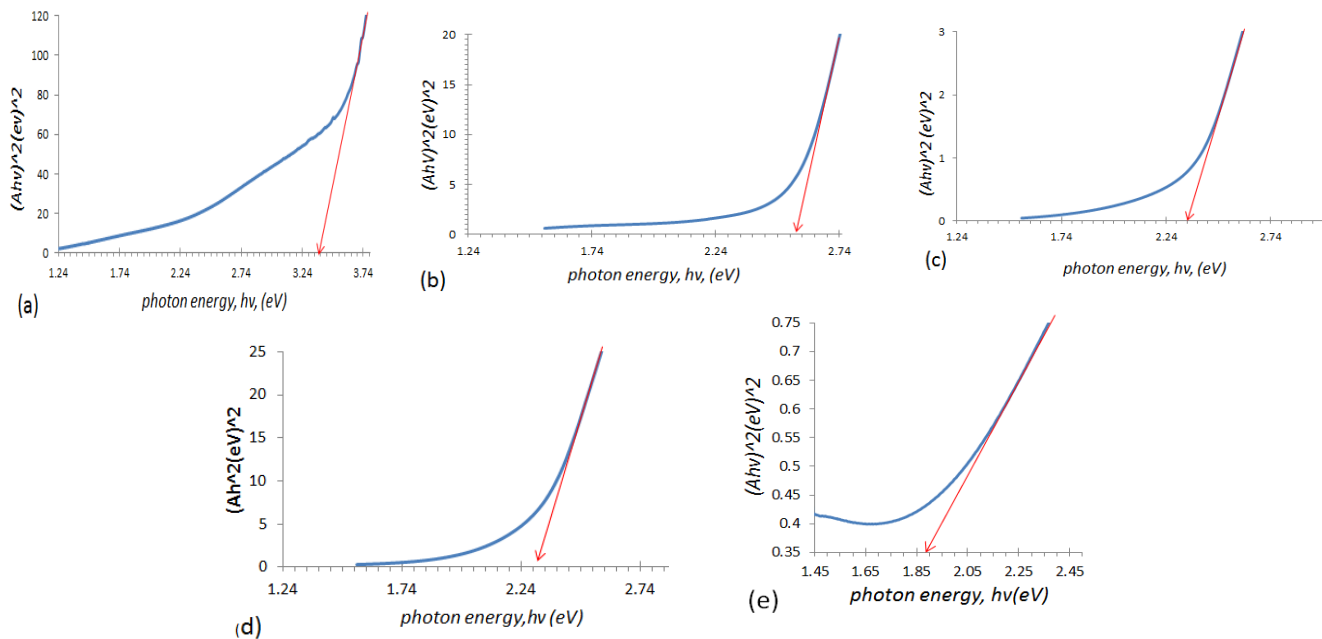 120
100
80
60
40
20
0
(Ahv)^2(ev)^2
1.24 1.74 2.24 2.74 3.24 3.74
photon energy, hv, (eV)
(a)
20
15
10
5
0
(AhV)^2(eV)^2
1.24 1.74 2.24 2.74
photon energy, hv, (eV)
(b)
3
2
1
0
(Ahv)^2 (eV)^2
1.24 1.74 2.24 2.74
photon energy, hv, (eV)
(c)
25
20
15
10
5
0
(Ah^2(eV)^2
1.24 1.74 2.24 2.74
photon energy,hv (eV)
(d)
0.75
0.7
0.65
0.6
0.55
0.5
0.45
0.4
0.35
(Ahv)^2(eV)^2
1.45 1.65 1.85 2.05 2.25 2.45
photon energy, hv(eV)
(e)